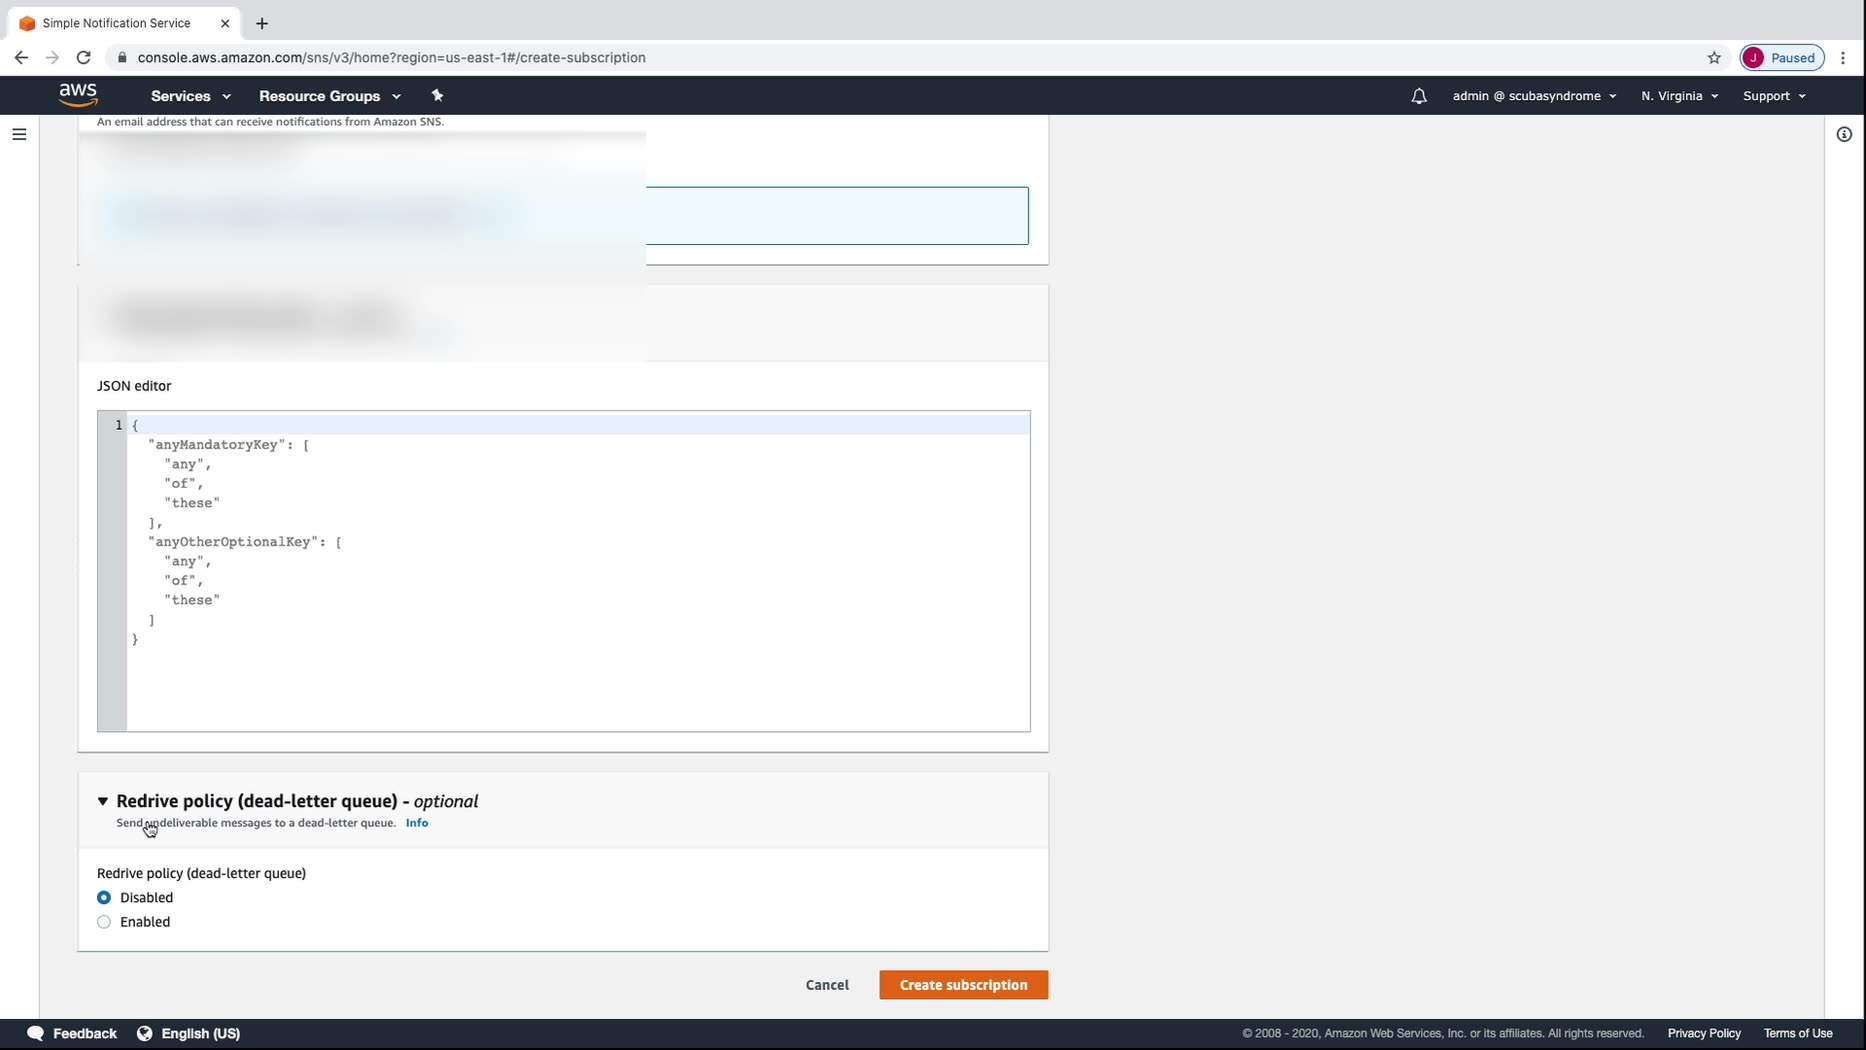 Simple Notification Service
console.aws.amazon.com/sns/v3/home?region=us-east-1#/create-subscription
J Paused
aws Services Resource Groups admin @ scubasyndrome N. Virginia Support
An email address that can receive notifications from Amazon SNS.
JSON editor
1 {
"anyMandatoryKey": [
"any",
"of",
"these"
],
"anyOtherOptionalKey": [
"any",
"of",
"these"
]
}
Redrive policy (dead-letter queue) - optional
Send undeliverable messages to a dead-letter queue. Info
Redrive policy (dead-letter queue)
Disabled
Enabled
Cancel Create subscription
Feedback English (US) © 2008 - 2020, Amazon Web Services, Inc. or its affiliates. All rights reserved. Privacy Policy Terms of Use